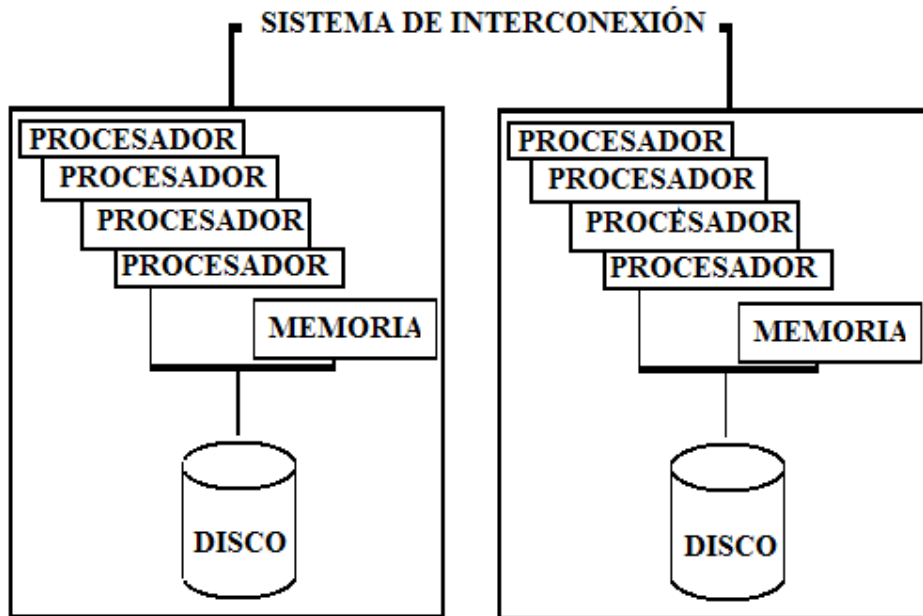 SISTEMA DE INTERCONEXIÓN
PROCESADOR
PROCESADOR
PROCESADOR
PROCESADOR
MEMORIA
DISCO
PROCESADOR
PROCESADOR
PROCESADOR
PROCESADOR
MEMORIA
DISCO